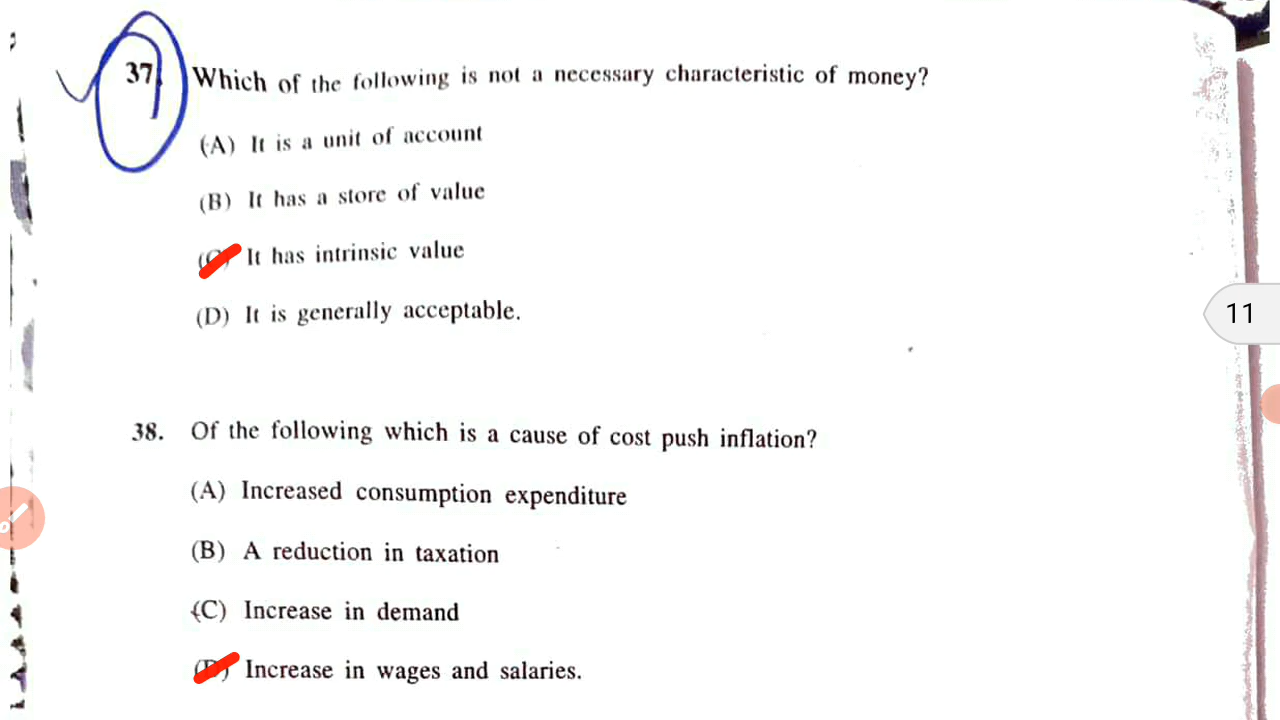 37. Which of the following is not a necessary characteristic of money?
(A) It is a unit of account
(B) It has a store of value
(C) It has intrinsic value
(D) It is generally acceptable.
11
38. Of the following which is a cause of cost push inflation?
(A) Increased consumption expenditure
(B) A reduction in taxation
(C) Increase in demand
(D) Increase in wages and salaries.